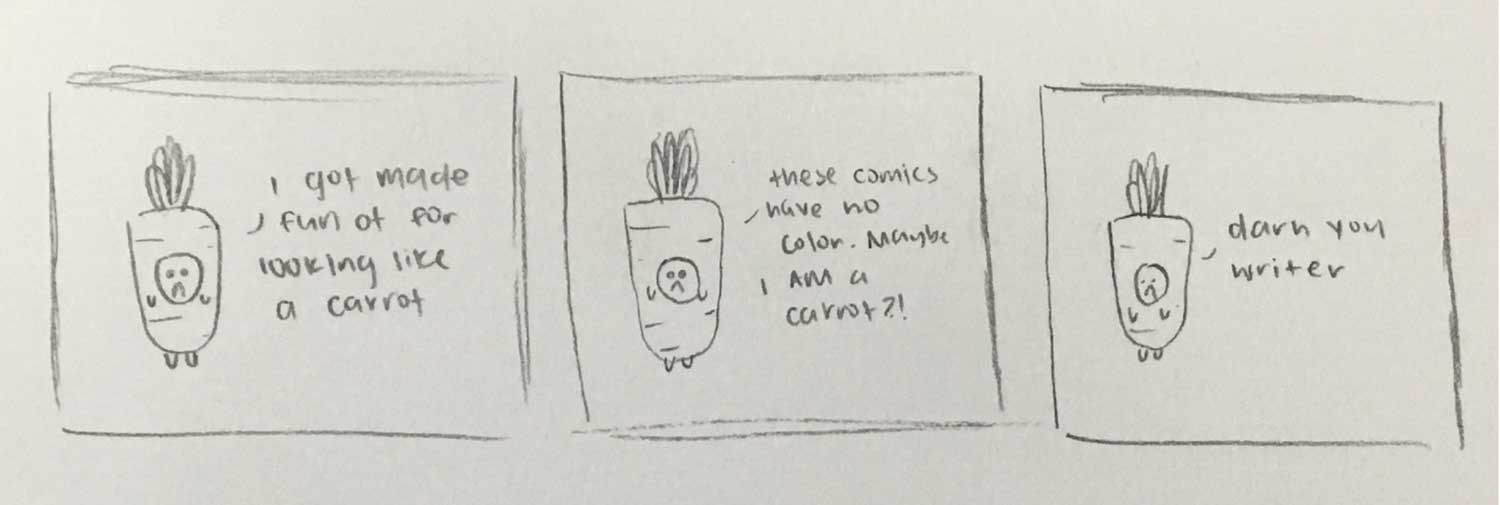 I got made
fun of for
looking like
a carrot
these comics
have no
color. Maybe
I AM a
carrot?!
darn you
writer